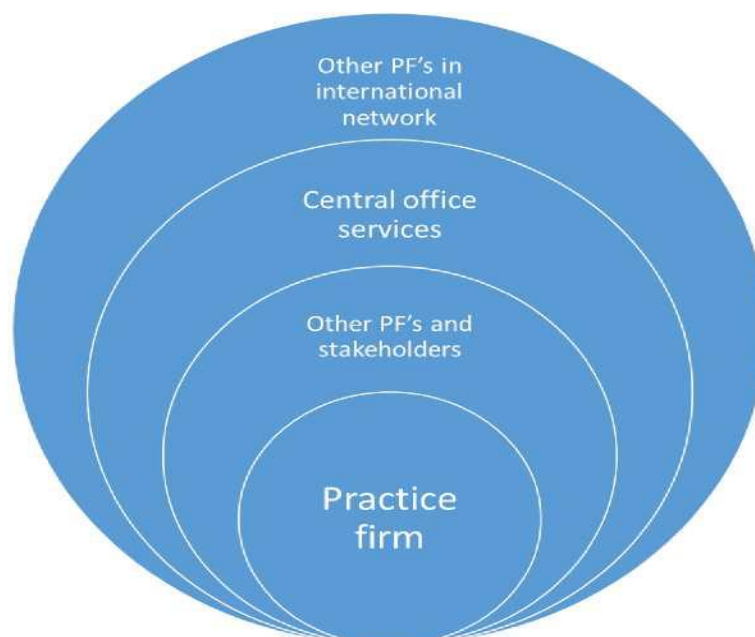 Other PF’s in
international
network
Central office
services
Other PF’s and
stakeholders
Practice
firm